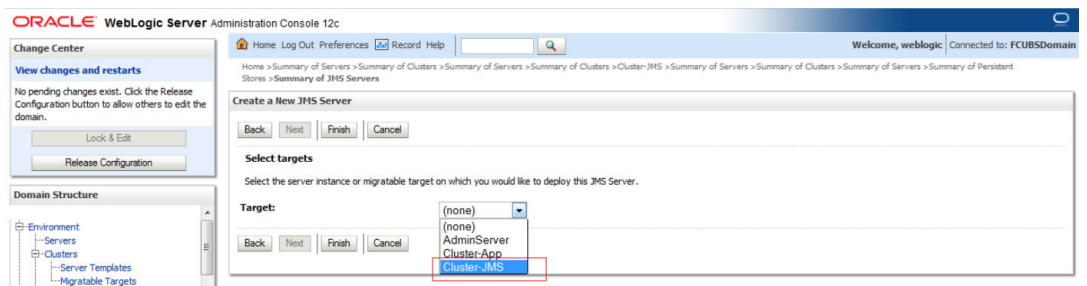 ORACLE WebLogic Server Administration Console 12c
Change Center
View changes and restarts
No pending changes exist. Click the Release
Configuration button to allow others to edit the
domain.
Lock & Edit
Release Configuration
Domain Structure
Environment
Servers
Clusters
Server Templates
Migratable Targets
Home Log Out Preferences Record Help
Welcome, weblogic Connected to: FCUBSDomain
Home >Summary of Servers >Summary of Clusters >Summary of Servers >Summary of Clusters >Cluster-JMS >Summary of Servers >Summary of Clusters >Summary of Servers >Summary of Persistent
Stores >Summary of JMS Servers
Create a New JMS Server
Back Next Finish Cancel
Select targets
Select the server instance or migratable target on which you would like to deploy this JMS Server.
Target: (none)
(none)
AdminServer
Cluster-App
Cluster-JMS
Back Next Finish Cancel